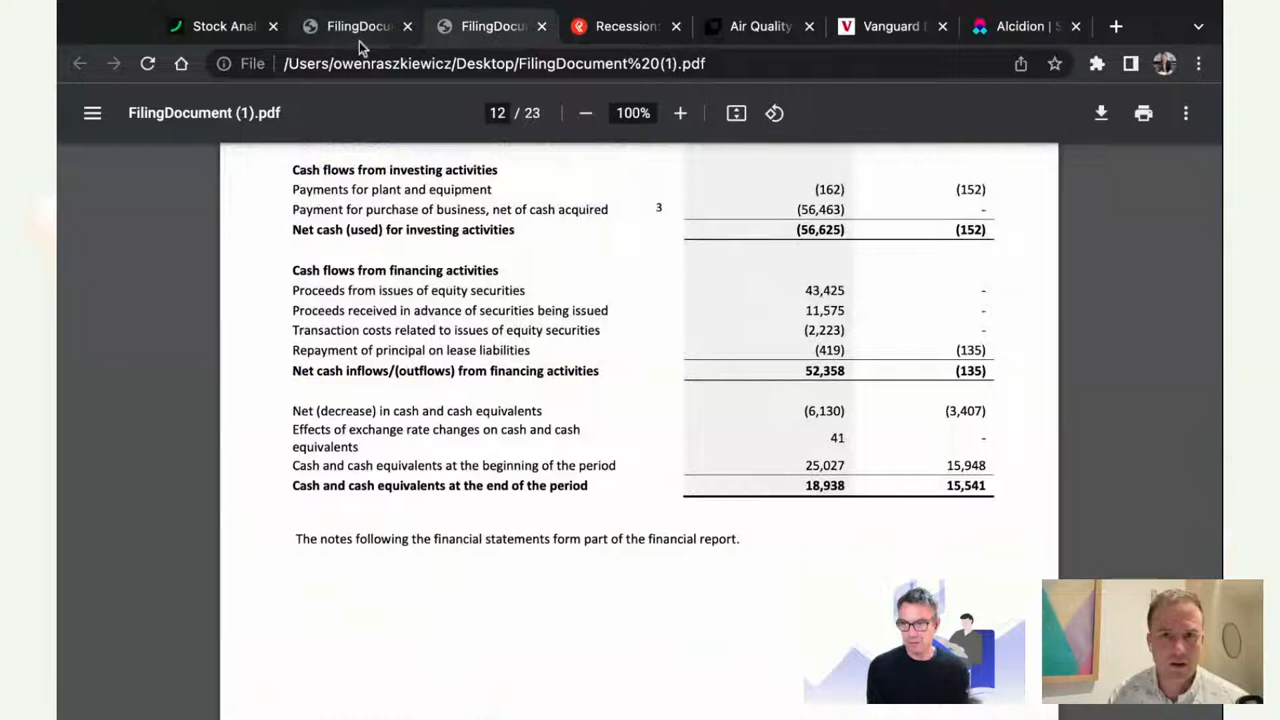 Stock Anal
FilingDocu
FilingDocu
Recession:
Air Quality
Vanguard
Alcidion | S
File
/Users/owenraszkiewicz/Desktop/FilingDocument%20(1).pdf
FilingDocument (1).pdf
12 / 23
100%
Cash flows from investing activities
Payments for plant and equipment (162) (152)
Payment for purchase of business, net of cash acquired 3 (56,463) -
Net cash (used) for investing activities (56,625) (152)
Cash flows from financing activities
Proceeds from issues of equity securities 43,425 -
Proceeds received in advance of securities being issued 11,575 -
Transaction costs related to issues of equity securities (2,223) -
Repayment of principal on lease liabilities (419) (135)
Net cash inflows/(outflows) from financing activities 52,358 (135)
Net (decrease) in cash and cash equivalents (6,130) (3,407)
Effects of exchange rate changes on cash and cash
equivalents 41 -
Cash and cash equivalents at the beginning of the period 25,027 15,948
Cash and cash equivalents at the end of the period 18,938 15,541
The notes following the financial statements form part of the financial report.